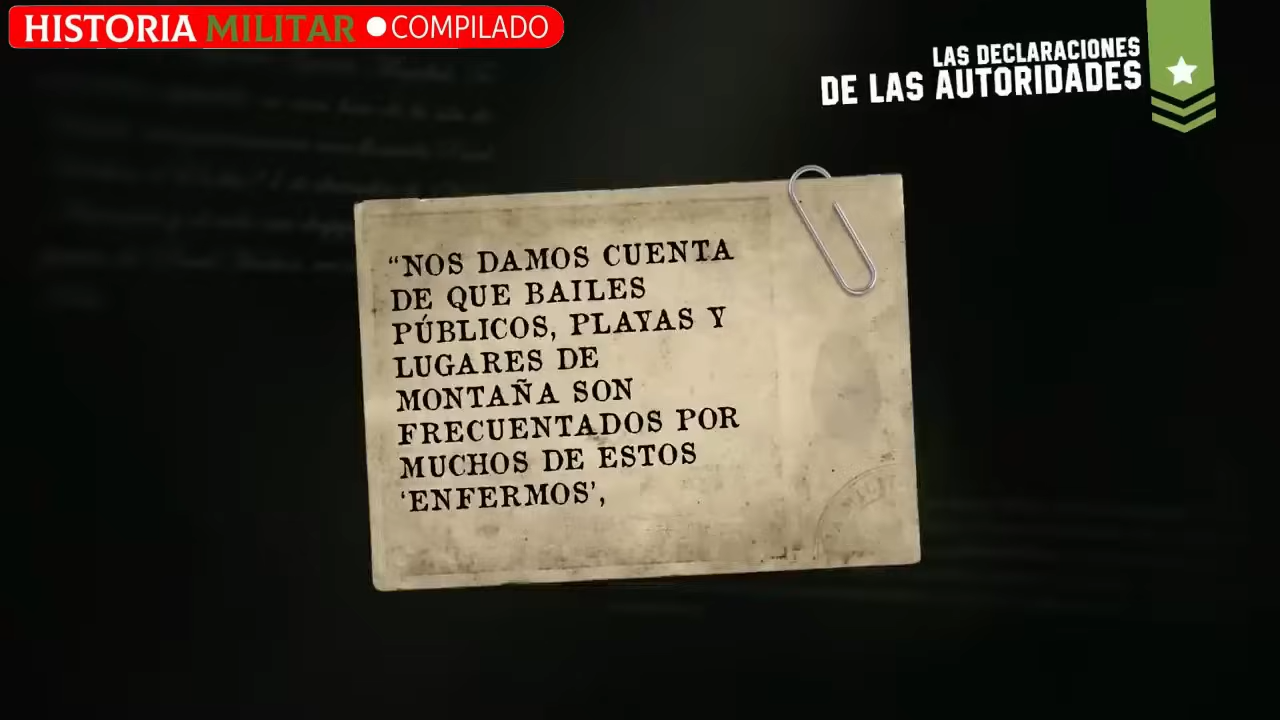 HISTORIA MILITAR COMPILADO
LAS DECLARACIONES
DE LAS AUTORIDADES
“NOS DAMOS CUENTA
DE QUE BAILES
PÚBLICOS, PLAYAS Y
LUGARES DE
MONTAÑA SON
FRECUENTADOS POR
MUCHOS DE ESTOS
‘ENFERMOS’,